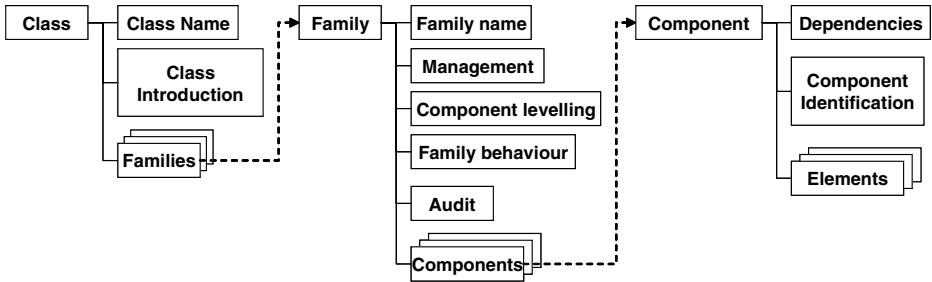 Class
Class Name
Class
Introduction
Families
Family
Family name
Management
Component levelling
Family behaviour
Audit
Components
Component
Dependencies
Component
Identification
Elements